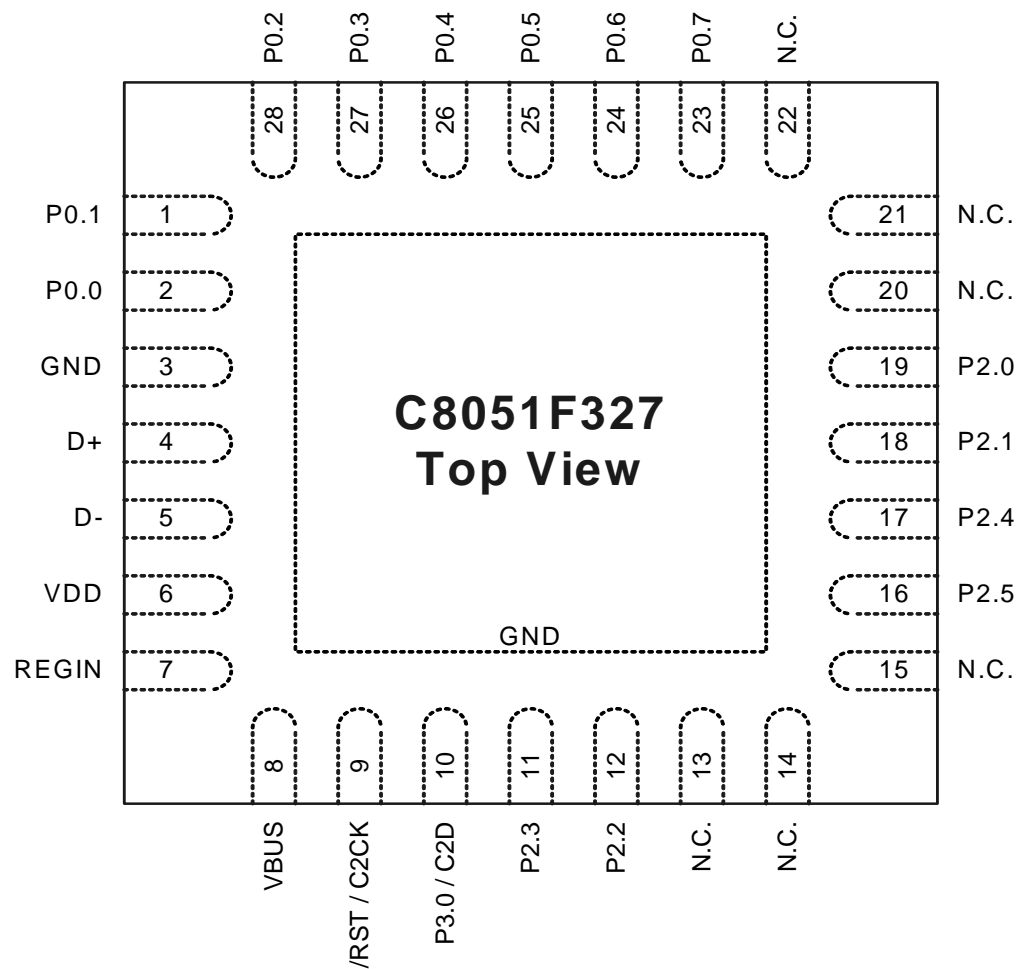 P0.2 P0.3 P0.4 P0.5 P0.6 P0.7 N.C.
28 27 26 25 24 23 22
P0.1 1 21 N.C.
P0.0 2 20 N.C.
GND 3 19 P2.0
D+ 4 18 P2.1
D- 5 17 P2.4
VDD 6 16 P2.5
REGIN 7 15 N.C.
C8051F327
Top View
GND
8 9 10 11 12 13 14
VBUS /RST / C2CK P3.0 / C2D P2.3 P2.2 N.C. N.C.